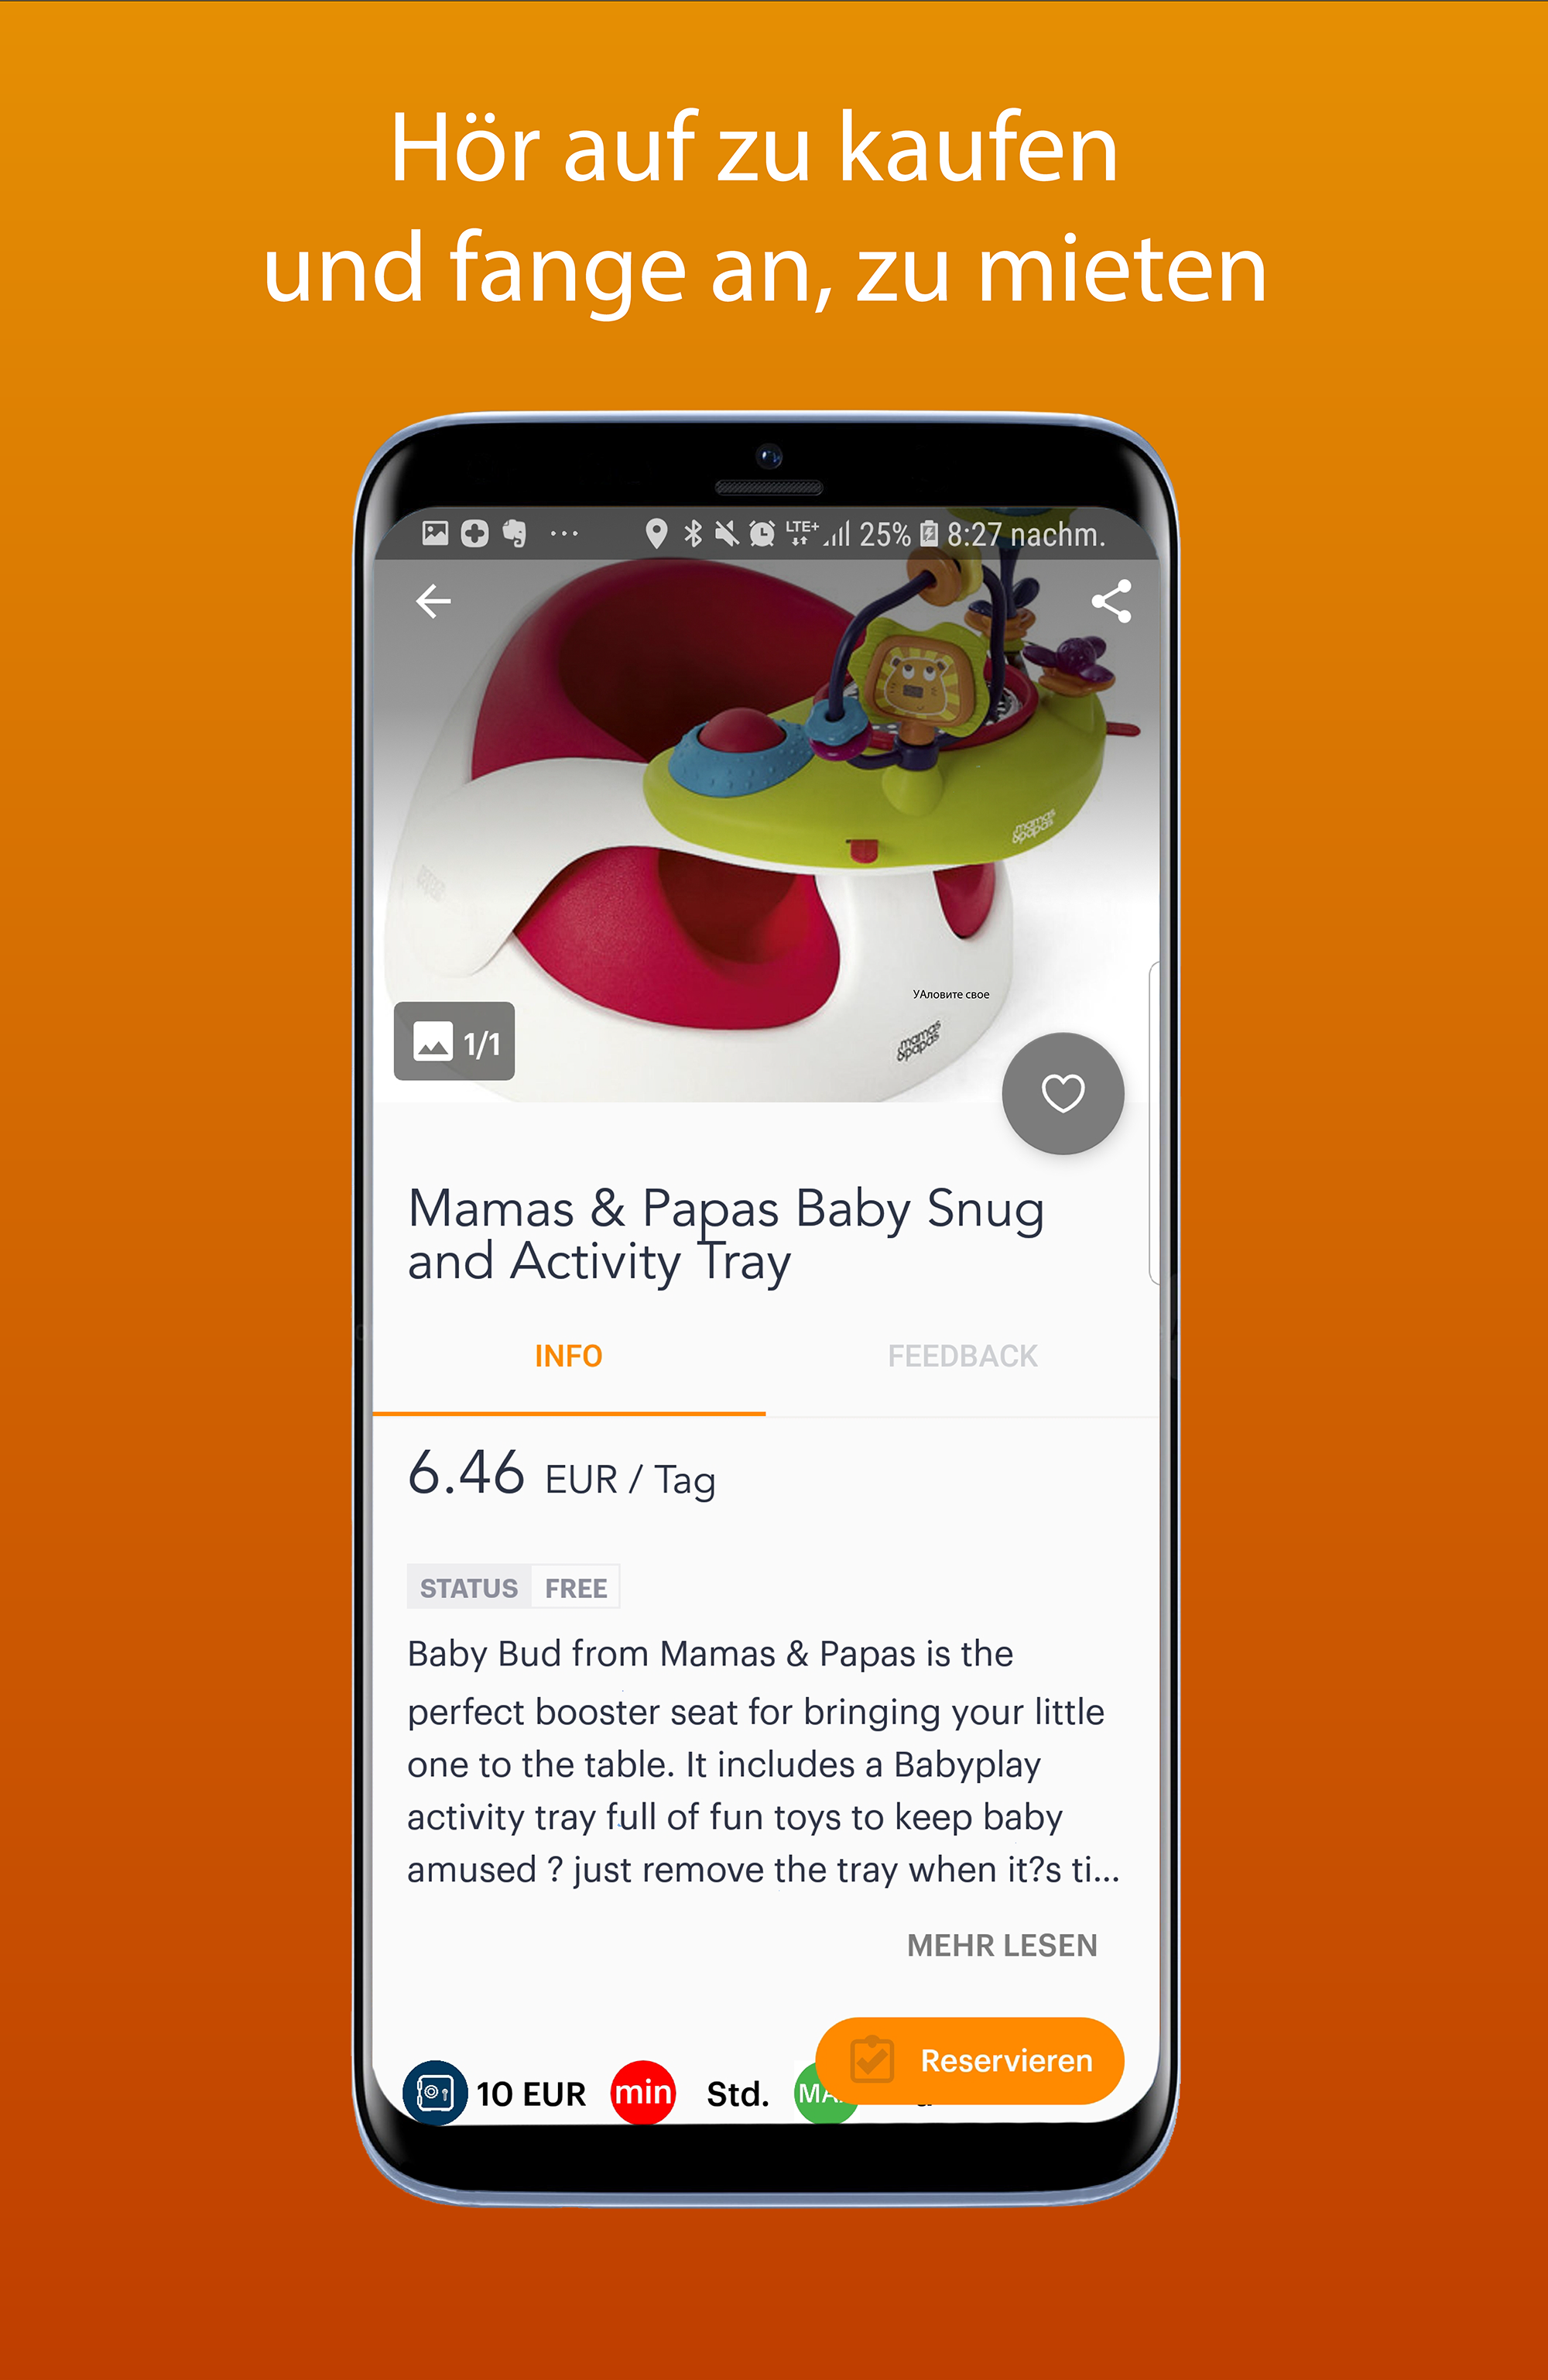 Hör auf zu kaufen
und fange an, zu mieten
LTE+ 25% 8:27 nachm.
mamas
&papas
УАловите свое
mamas
&papas
1/1
Mamas & Papas Baby Snug
and Activity Tray
INFO FEEDBACK
6.46 EUR / Tag
STATUS FREE
Baby Bud from Mamas & Papas is the
perfect booster seat for bringing your little
one to the table. It includes a Babyplay
activity tray full of fun toys to keep baby
amused ? just remove the tray when it?s ti...
MEHR LESEN
Reservieren
10 EUR min Std.